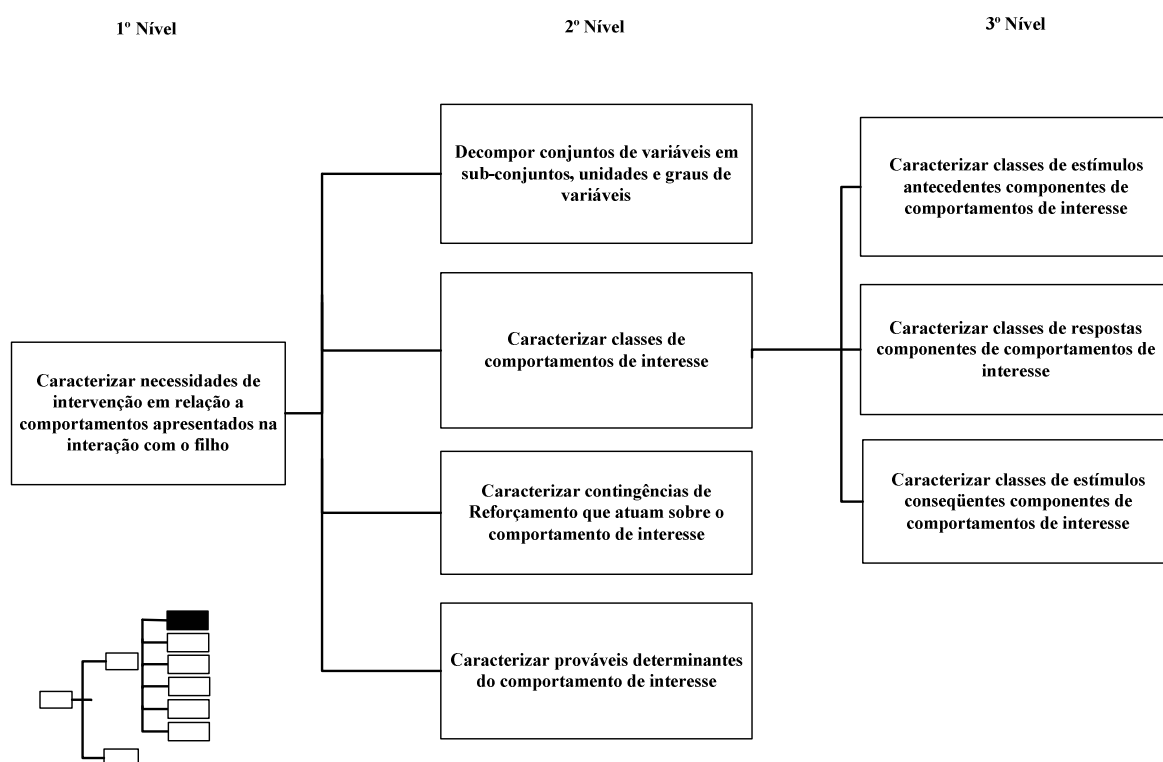 1º Nível
2º Nível
3º Nível
Decompor conjuntos de variáveis em
sub-conjuntos, unidades e graus de
variáveis
Caracterizar classes de
comportamentos de interesse
Caracterizar contingências de
Reforçamento que atuam sobre o
comportamento de interesse
Caracterizar prováveis determinantes
do comportamento de interesse
Caracterizar necessidades de
intervenção em relação a
comportamentos apresentados na
interação com o filho
Caracterizar classes de estímulos
antecedentes componentes de
comportamentos de interesse
Caracterizar classes de respostas
componentes de comportamentos de
interesse
Caracterizar classes de estímulos
conseqüentes componentes de
comportamentos de interesse